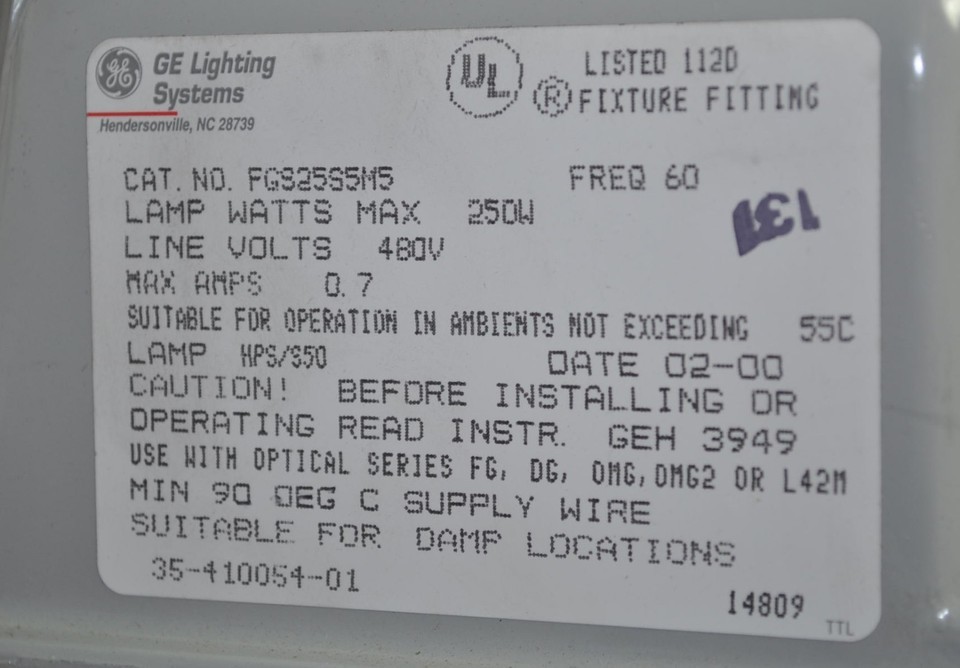 GE Lighting
Systems
Hendersonville, NC 28739
UL
®
LISTED 112D
FIXTURE FITTING
CAT. NO. PGS25S5M5 FREQ 60
LAMP WATTS MAX 250W
LINE VOLTS 480V
131
MAX AMPS 0.7
SUITABLE FOR OPERATION IN AMBIENTS NOT EXCEEDING 55C
LAMP HPS/S50 DATE 02-00
CAUTION! BEFORE INSTALLING OR
OPERATING READ INSTR. GEH 3949
USE WITH OPTICAL SERIES FG, DG, OMG,OMG2 OR L42M
MIN 90 DEG C SUPPLY WIRE
SUITABLE FOR DAMP LOCATIONS
35-410054-01
14809
TTL